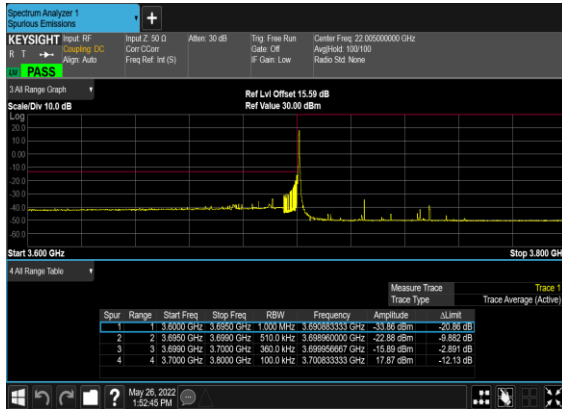 Spectrum Analyzer 1
Spurious Emissions
+
KEYSIGHT Input: RF Input Z: 50 Ω Atten: 30 dB Trig: Free Run Center Freq: 22.005000000 GHz
R T Coupling: DC Corr CCorr Gate: Off Avg|Hold: 100/100
Align: Auto Freq Ref: Int (S) IF Gain: Low Radio Std: None
PASS
3 All Range Graph Ref Lvl Offset 15.59 dB
Scale/Div 10.0 dB Ref Value 30.00 dBm
Log
20.0
10.0
0.00
-10.0
-20.0
-30.0
-40.0
-50.0
-60.0
Start 3.600 GHz Stop 3.800 GHz
4 All Range Table
Measure Trace Trace 1
Trace Type Trace Average (Active)
Spur Range Start Freq Stop Freq RBW Frequency Amplitude ΔLimit
1 1 3.6000 GHz 3.6950 GHz 1.000 MHz 3.690883333 GHz -33.86 dBm -20.86 dB
2 2 3.6950 GHz 3.6990 GHz 510.0 kHz 3.698960000 GHz -22.88 dBm -9.882 dB
3 3 3.6990 GHz 3.7000 GHz 360.0 kHz 3.699956667 GHz -15.89 dBm -2.891 dB
4 4 3.7000 GHz 3.8000 GHz 100.0 kHz 3.700833333 GHz 17.87 dBm -12.13 dB
? May 26, 2022
1:52:45 PM